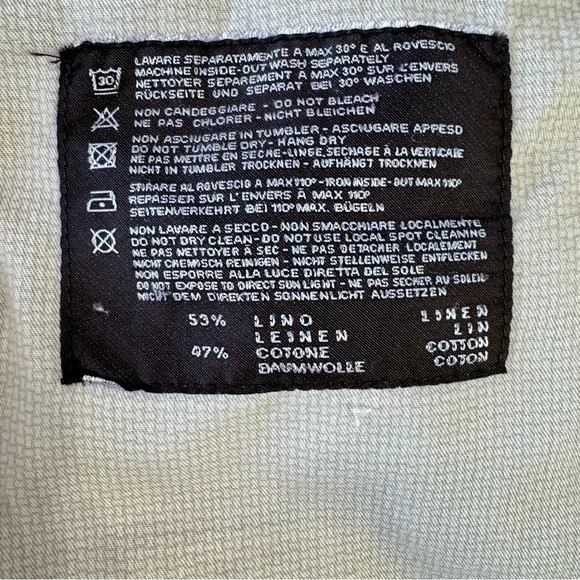 30
LAVARE SEPARATAMENTE A MAX 30° E AL ROVESCIO
MACHINE INSIDE-OUT WASH SEPARATELY
NETTOYER SEPAREMENT A MAX 30° SUR L'ENVERS
RÜCKSEITE UND SEPARAT BEI 30° WASCHEN
NON CANDEGGIARE - DO NOT BLEACH
NE PAS CHLORER - NICHT BLEICHEN
NON ASCIUGARE IN TUMBLER - ASCIUGARE APPESO
DO NOT TUMBLE DRY - HANG DRY
NE PAS METTRE EN SECHE-LINGE, SECHAGE A LA VERTICALE
NICHT IN TUMBLER TROCKNEN - AUFHÄNGT TROCKNEN
STIRARE AL ROVESCIO A MAX 110° - IRON INSIDE-OUT MAX 110°
REPASSER SUR L'ENVERS À MAX 110°
SEITENVERKEHRT BEI 110° MAX. BÜGELN
NON LAVARE A SECCO - NON SMACCHIARE LOCALMENTE
DO NOT DRY CLEAN - DO NOT USE LOCAL SPOT CLEANING
NE PAS NETTOYER À SEC - NE PAS DETACHER LOCALEMENT
NICHT CHEMISCH REINIGEN - NICHT STELLENWEISE ENTFLECKEN
NON ESPORRE ALLA LUCE DIRETTA DEL SOLE
DO NOT EXPOSE TO DIRECT SUN LIGHT - NE PAS SECHER AU SOLEIL
NICHT DEM DIREKTEN SONNENLICHT AUSSETZEN
53% LINO LINEN
LEINEN LIN
47% COTONE COTTON
BAUMWOLLE COTON